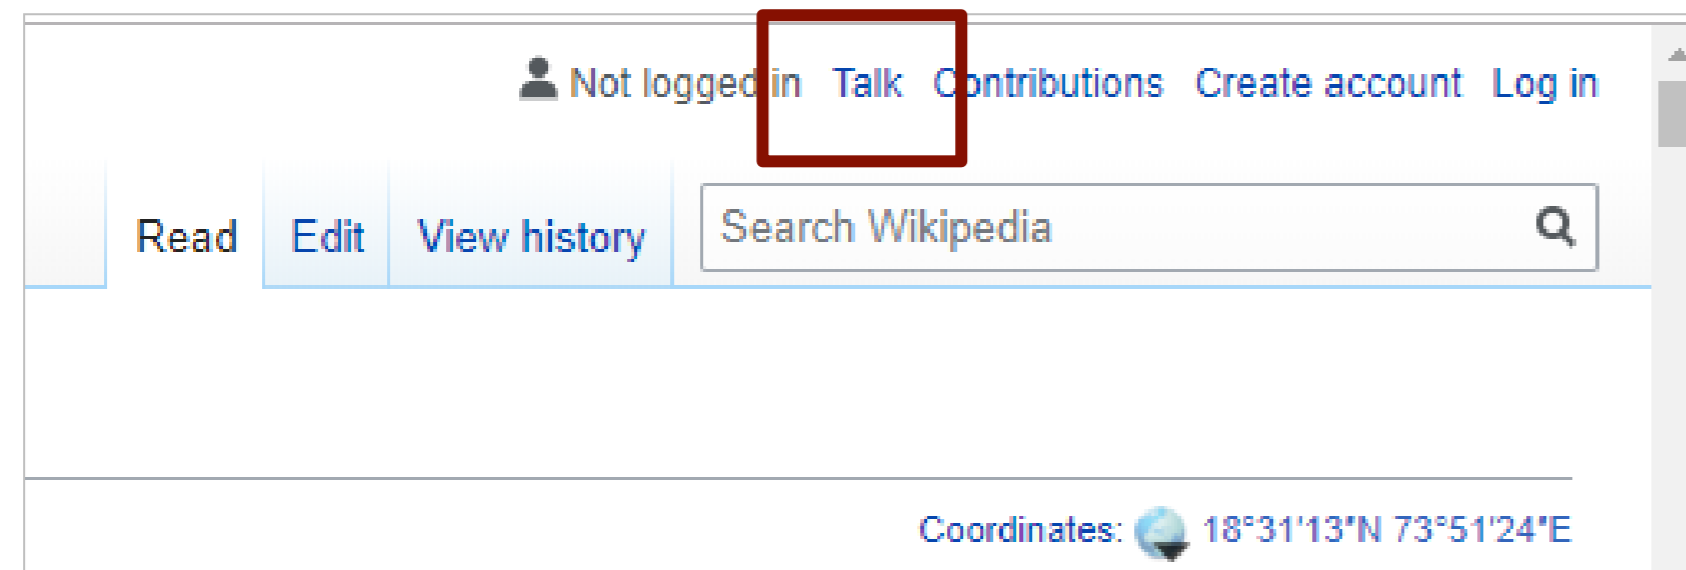 Not logged in Talk Contributions Create account Log in
Read Edit View history Search Wikipedia
Coordinates: 18°31'13"N 73°51'24"E